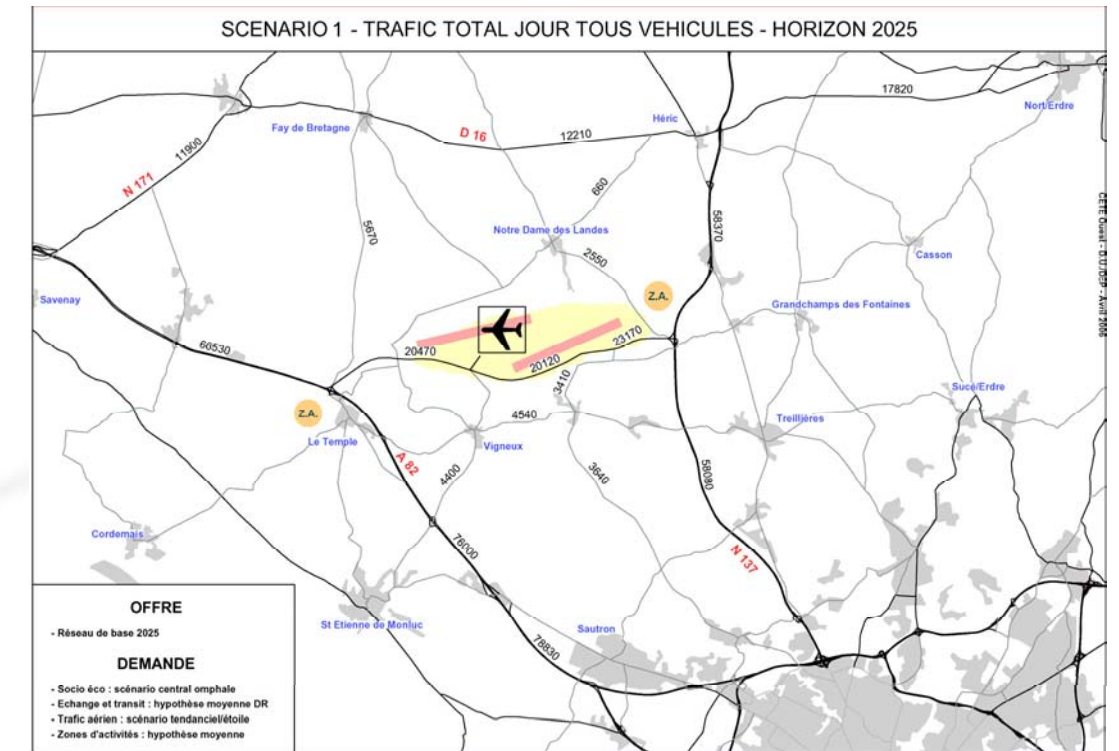 SCENARIO 1 - TRAFIC TOTAL JOUR TOUS VEHICULES - HORIZON 2025
17820
Nort/Erdre
Héric
Fay de Bretagne
D 16
12210
11900
N 171
660
58370
5670
Notre Dame des Landes
2550
Casson
CETE Ouest - D.U./DEP - Avril 2006
Savenay
Z.A.
Grandchamps des Fontaines
60530
20470
20120
23170
3410
Sucé/Erdre
Z.A.
4540
Treillières
Le Temple
Vigneux
A 82
4400
3640
58080
Cordemais
76000
N 137
OFFRE
- Réseau de base 2025
St Etienne de Monluc
Sautron
78830
DEMANDE
- Socio éco : scénario central omphale
- Echange et transit : hypothèse moyenne DR
- Trafic aérien : scénario tendanciel/étoile
- Zones d'activités : hypothèse moyenne